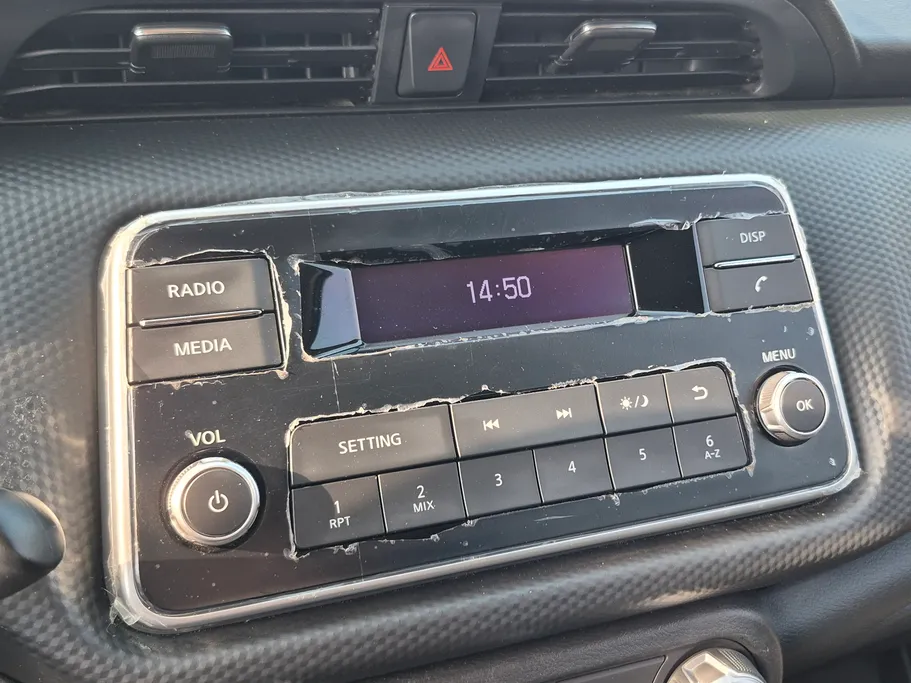 14:50
DISP
RADIO
MEDIA
MENU
OK
VOL
SETTING
1
RPT
2
MIX
3
4
5
6
A-Z